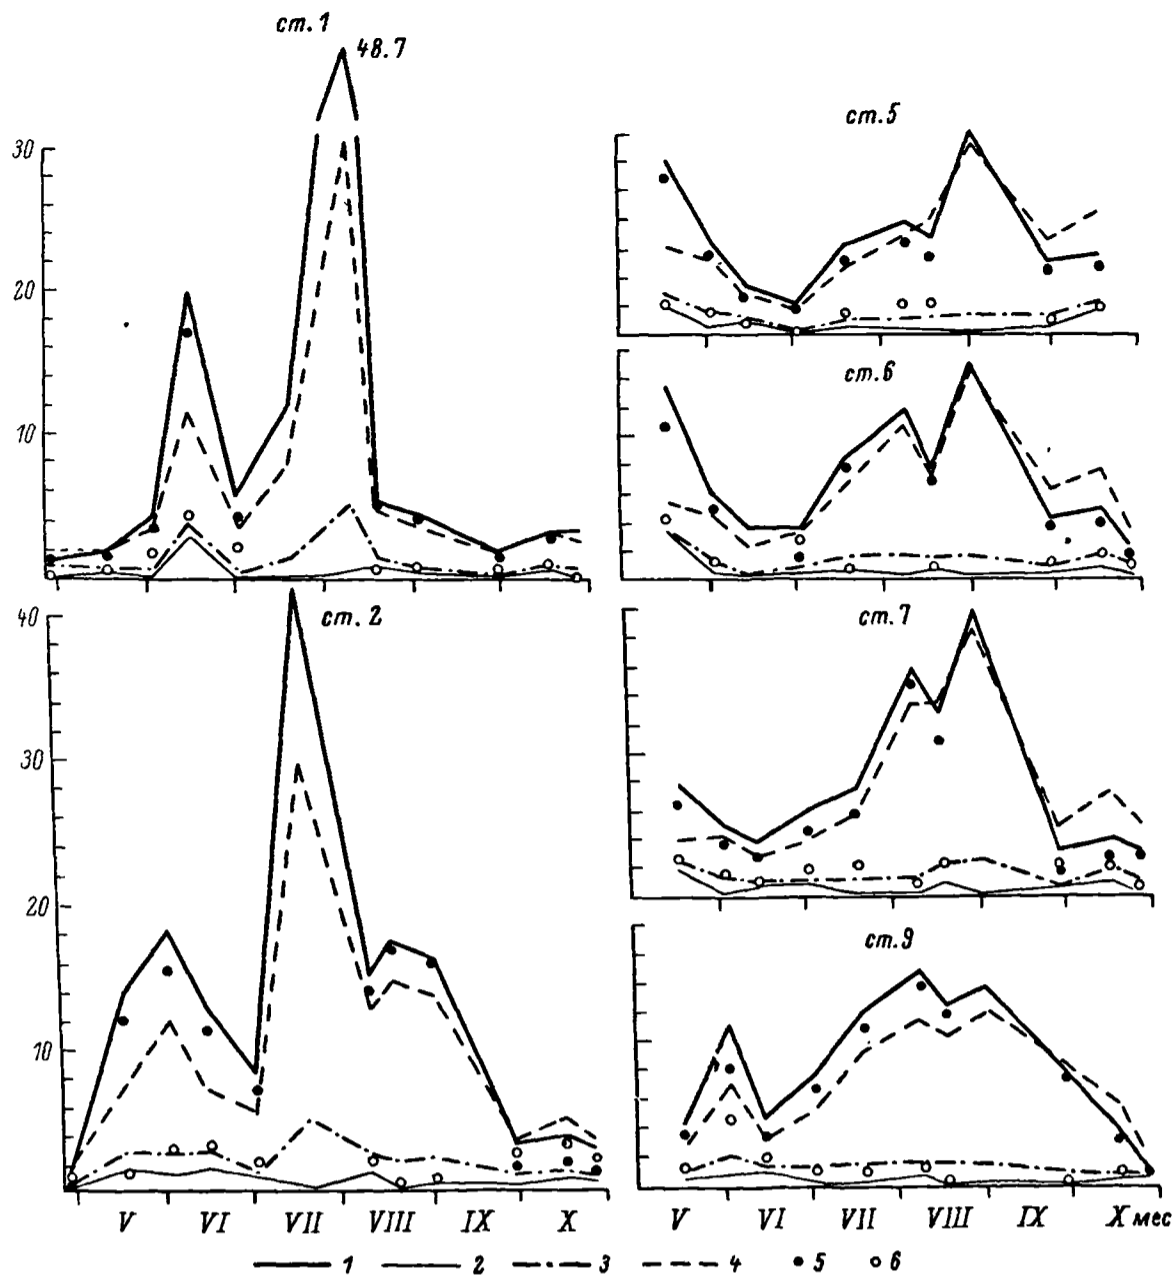 ст. 1
48.7
30
20
10
ст. 2
40
30
20
10
V VI VII VIII IX X
ст. 5
ст. 6
ст. 7
ст. 9
V VI VII VIII IX X мес
1 2 3 4 5 6